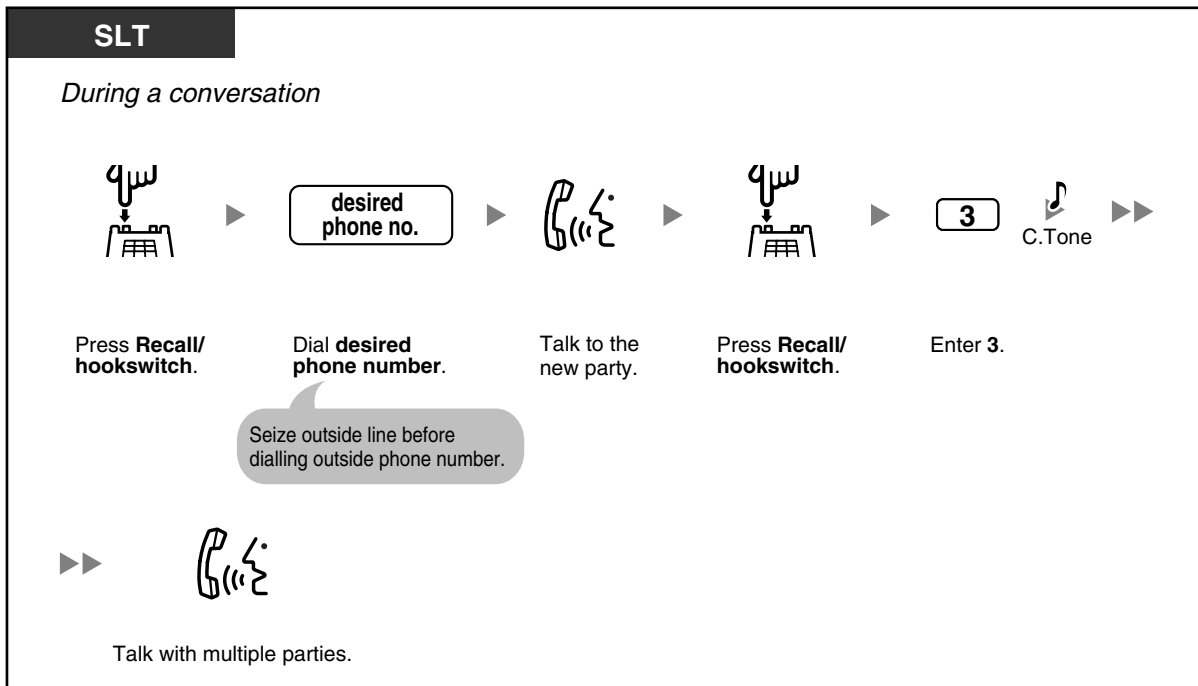 SLT
During a conversation
desired
phone no.
3
C.Tone
Press Recall/
hookswitch.
Dial desired
phone number.
Talk to the
new party.
Press Recall/
hookswitch.
Enter 3.
Seize outside line before
dialling outside phone number.
Talk with multiple parties.